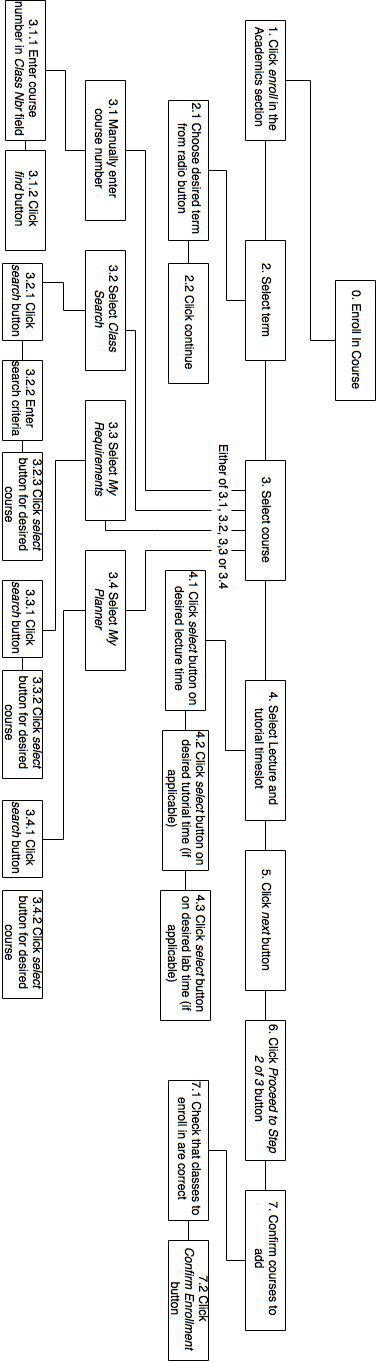 0. Enroll In Course
1. Click enroll in the
Academics section
2. Select term
3. Select course
4. Select Lecture and
tutorial timeslot
5. Click next button
6. Click Proceed to Step
2 of 3 button
7. Confirm courses to
add
Either of 3.1, 3.2, 3,3 or 3.4
2.1 Choose desired term
from radio button
2.2 Click continue
4.1 Click select button on
desired lecture time
4.2 Click select button on
desired tutorial time (if
applicable)
4.3 Click select button
on desired lab time (if
applicable)
7.1 Check that classes to
enroll in are correct
7.2 Click
Confirm Enrollment
button
3.1 Manually enter
course number
3.2 Select Class
Search
3.3 Select My
Requirements
3.4 Select My
Planner
3.1.1 Enter course
number in Class Nbr field
3.1.2 Click
find button
3.2.1 Click
search button
3.2.2 Enter
search criteria
3.2.3 Click select
button for desired
course
3.3.1 Click
search button
3.3.2 Click select
button for desired
course
3.4.1 Click
search button
3.4.2 Click select
button for desired
course